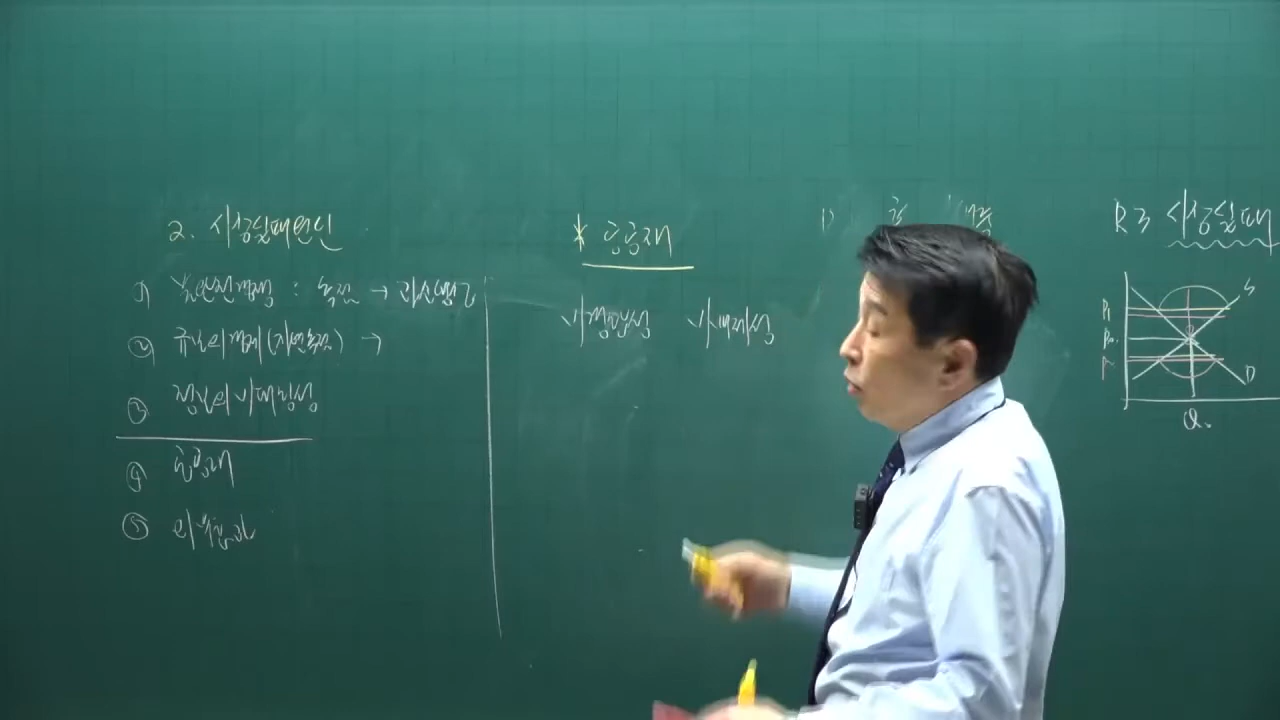 2. 시장실패원인
① 불완전경쟁 : 독점 → 과소생산
② 규모의 경제 (자연독점) →
③ 정보의 비대칭성
④ 공공재
⑤ 외부효과
* 공공재
비경합성 비배제성
R 3 시장실패
S
P₁
P₀
D
Q₀